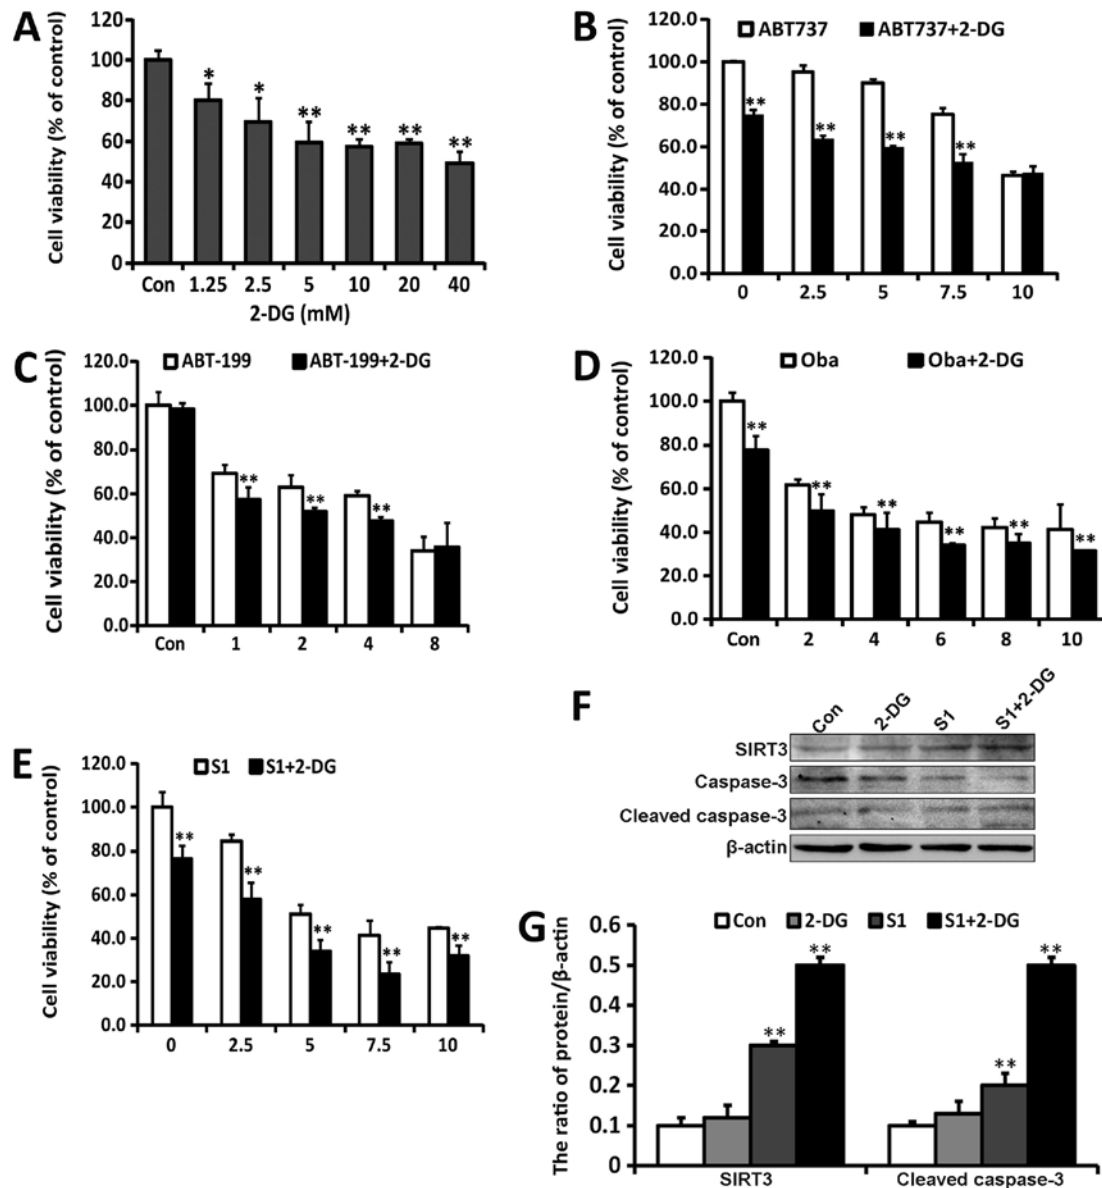 A
Cell viability (% of control)
120
100
80
60
40
20
0
*
*
**
**
**
**
Con 1.25 2.5 5 10 20 40
2-DG (mM)
B
ABT737 ABT737+2-DG
Cell viability (% of control)
120.0
100.0
80.0
60.0
40.0
20.0
0.0
**
**
**
**
0 2.5 5 7.5 10
C
ABT-199 ABT-199+2-DG
Cell viability (% of control)
120.0
100.0
80.0
60.0
40.0
20.0
0.0
**
**
**
Con 1 2 4 8
D
Oba Oba+2-DG
Cell viability (% of control)
120.0
100.0
80.0
60.0
40.0
20.0
0.0
**
**
**
**
**
**
Con 2 4 6 8 10
E
S1 S1+2-DG
Cell viability (% of control)
120.0
100.0
80.0
60.0
40.0
20.0
0.0
**
**
**
**
**
0 2.5 5 7.5 10
F
Con 2-DG S1 S1+2-DG
SIRT3
Caspase-3
Cleaved caspase-3
β-actin
G
Con 2-DG S1 S1+2-DG
The ratio of protein/β-actin
0.6
0.5
0.4
0.3
0.2
0.1
0
**
**
**
**
SIRT3 Cleaved caspase-3